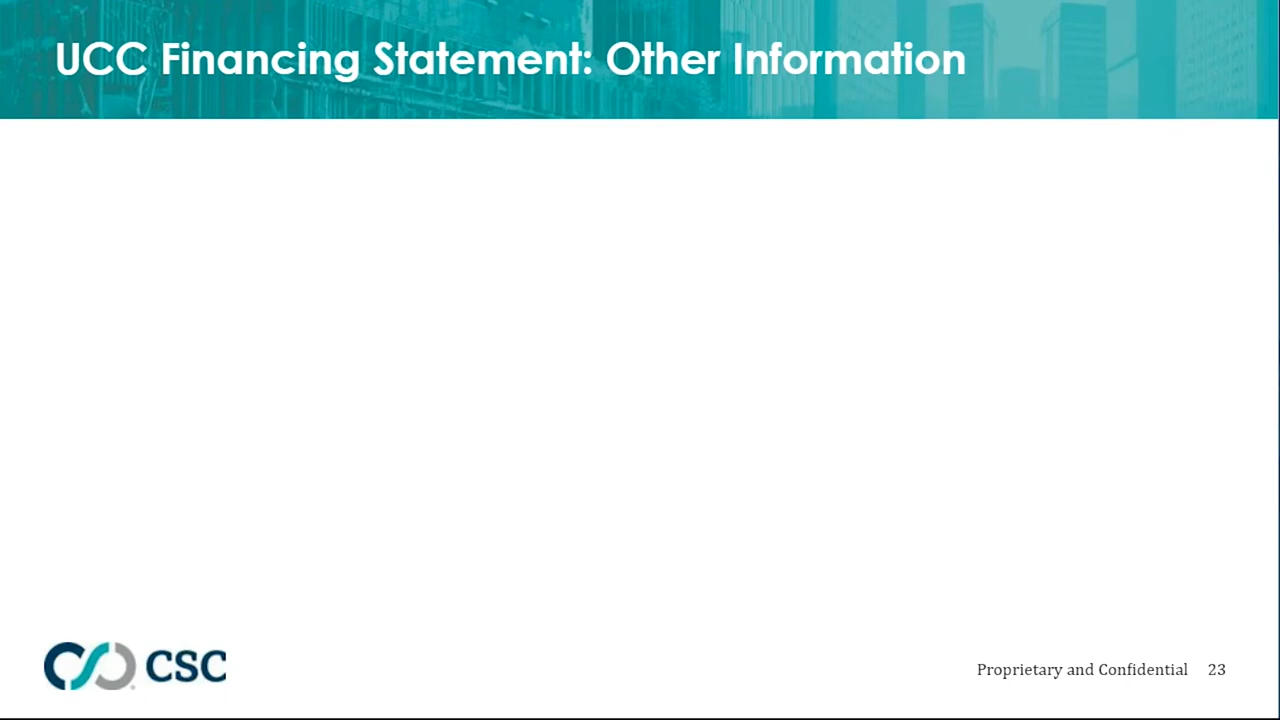 UCC Financing Statement: Other Information
CSC
Proprietary and Confidential 23